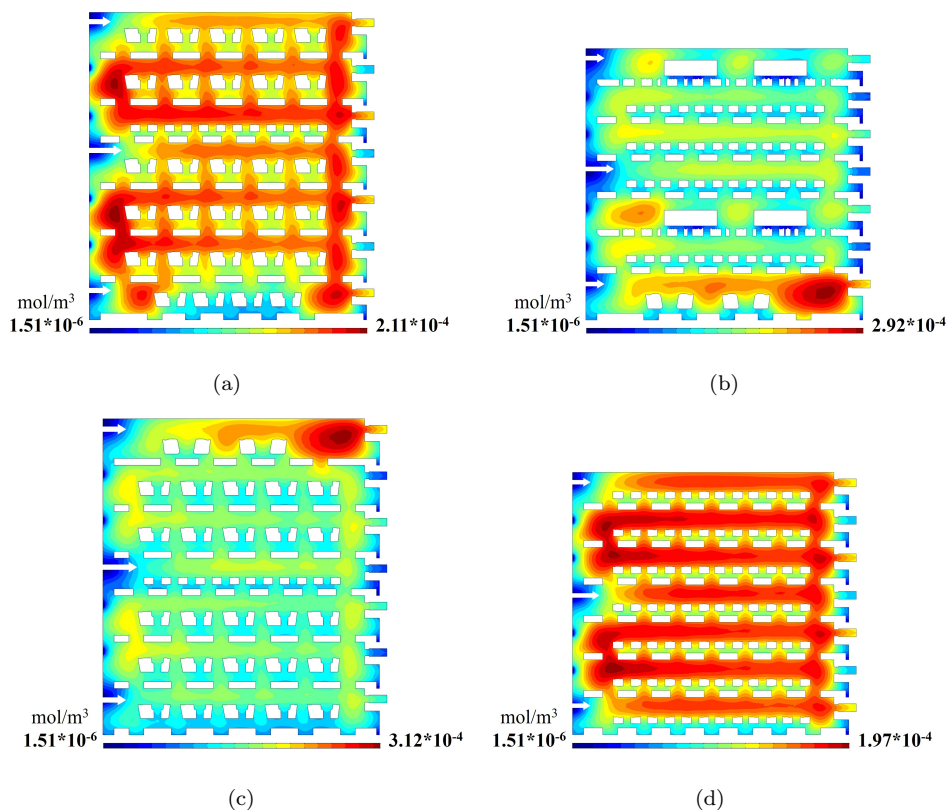 mol/m³
1.51*10⁻⁶ 2.11*10⁻⁴
(a)
mol/m³
1.51*10⁻⁶ 2.92*10⁻⁴
(b)
mol/m³
1.51*10⁻⁶ 3.12*10⁻⁴
(c)
mol/m³
1.51*10⁻⁶ 1.97*10⁻⁴
(d)